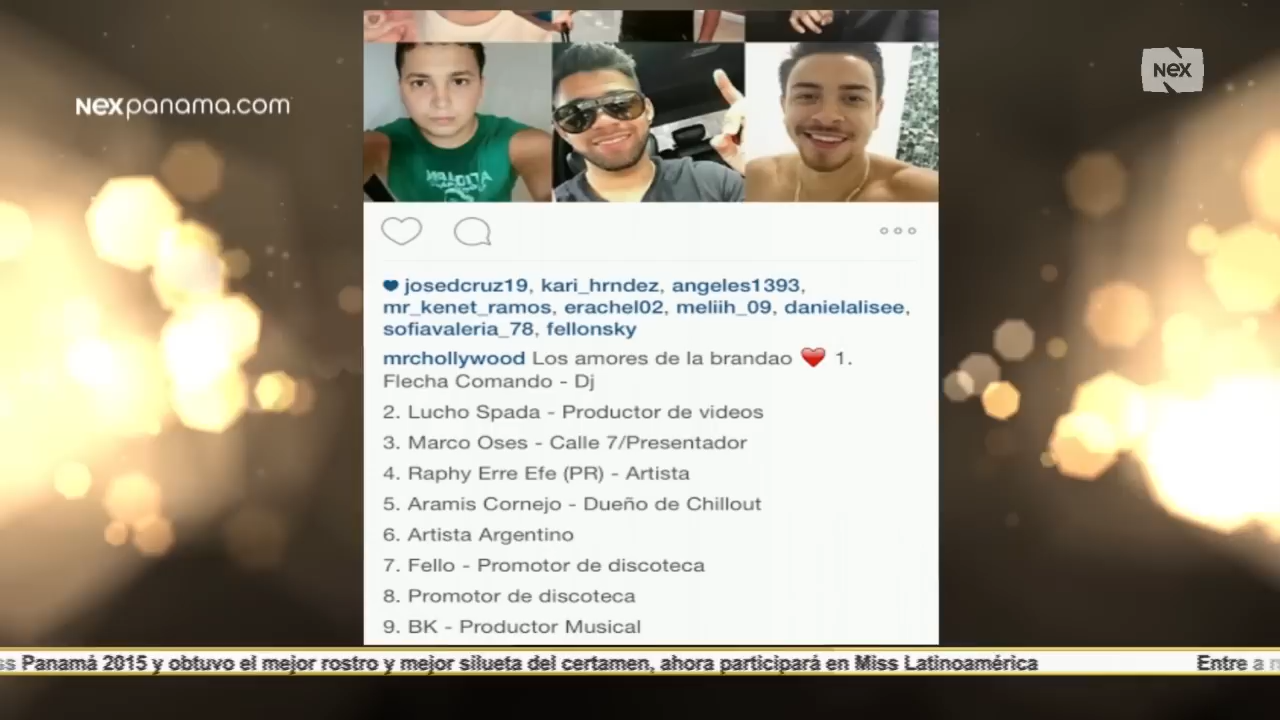 NEXpanama.com
NEX
josedcruz19, kari_hrndez, angeles1393,
mr_kenet_ramos, erachel02, meliih_09, danielalisee,
sofiavaleria_78, fellonsky
mrchollywood Los amores de la brandao ❤️ 1.
Flecha Comando - Dj
2. Lucho Spada - Productor de videos
3. Marco Oses - Calle 7/Presentador
4. Raphy Erre Efe (PR) - Artista
5. Aramis Cornejo - Dueño de Chillout
6. Artista Argentino
7. Fello - Promotor de discoteca
8. Promotor de discoteca
9. BK - Productor Musical
ss Panamá 2015 y obtuvo el mejor rostro y mejor silueta del certamen, ahora participará en Miss Latinoamérica
Entre a